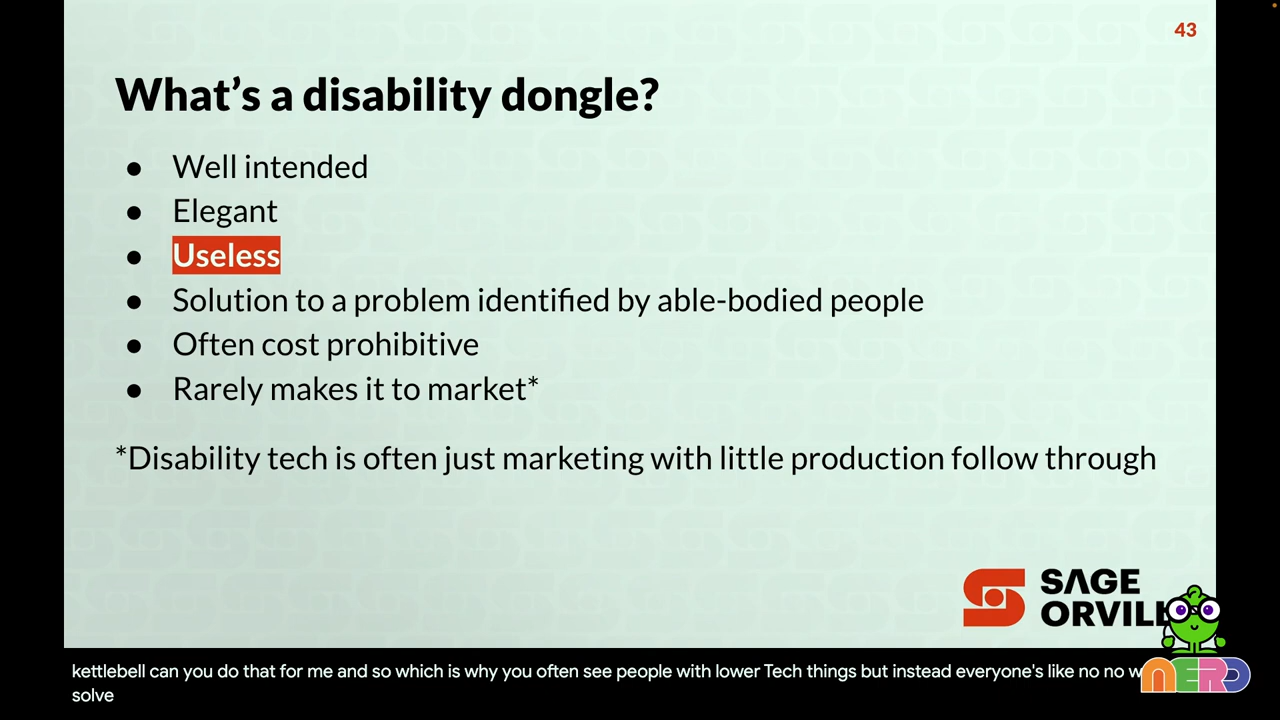 43
What’s a disability dongle?
● Well intended
● Elegant
● Useless
● Solution to a problem identified by able-bodied people
● Often cost prohibitive
● Rarely makes it to market*
*Disability tech is often just marketing with little production follow through
SAGE
ORVILL
kettlebell can you do that for me and so which is why you often see people with lower Tech things but instead everyone's like no no
solve
NERD